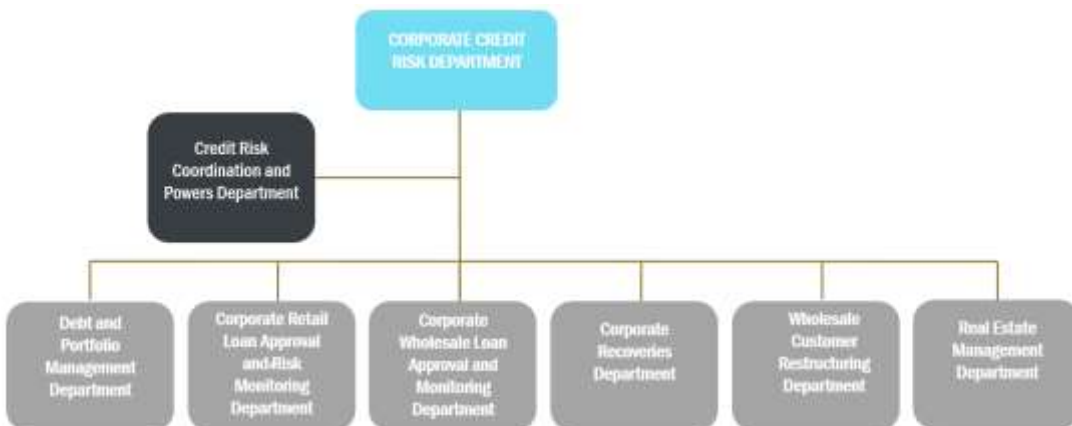 CORPORATE CREDIT
RISK DEPARTMENT
Credit Risk
Coordination and
Powers Department
Debt and
Portfolio
Management
Department
Corporate Retail
Loan Approval
and-Risk
Monitoring
Department
Corporate
Wholesale Loan
Approval and
Monitoring
Department
Corporate
Recoveries
Department
Wholesale
Customer
Restructuring
Department
Real Estate
Management
Department